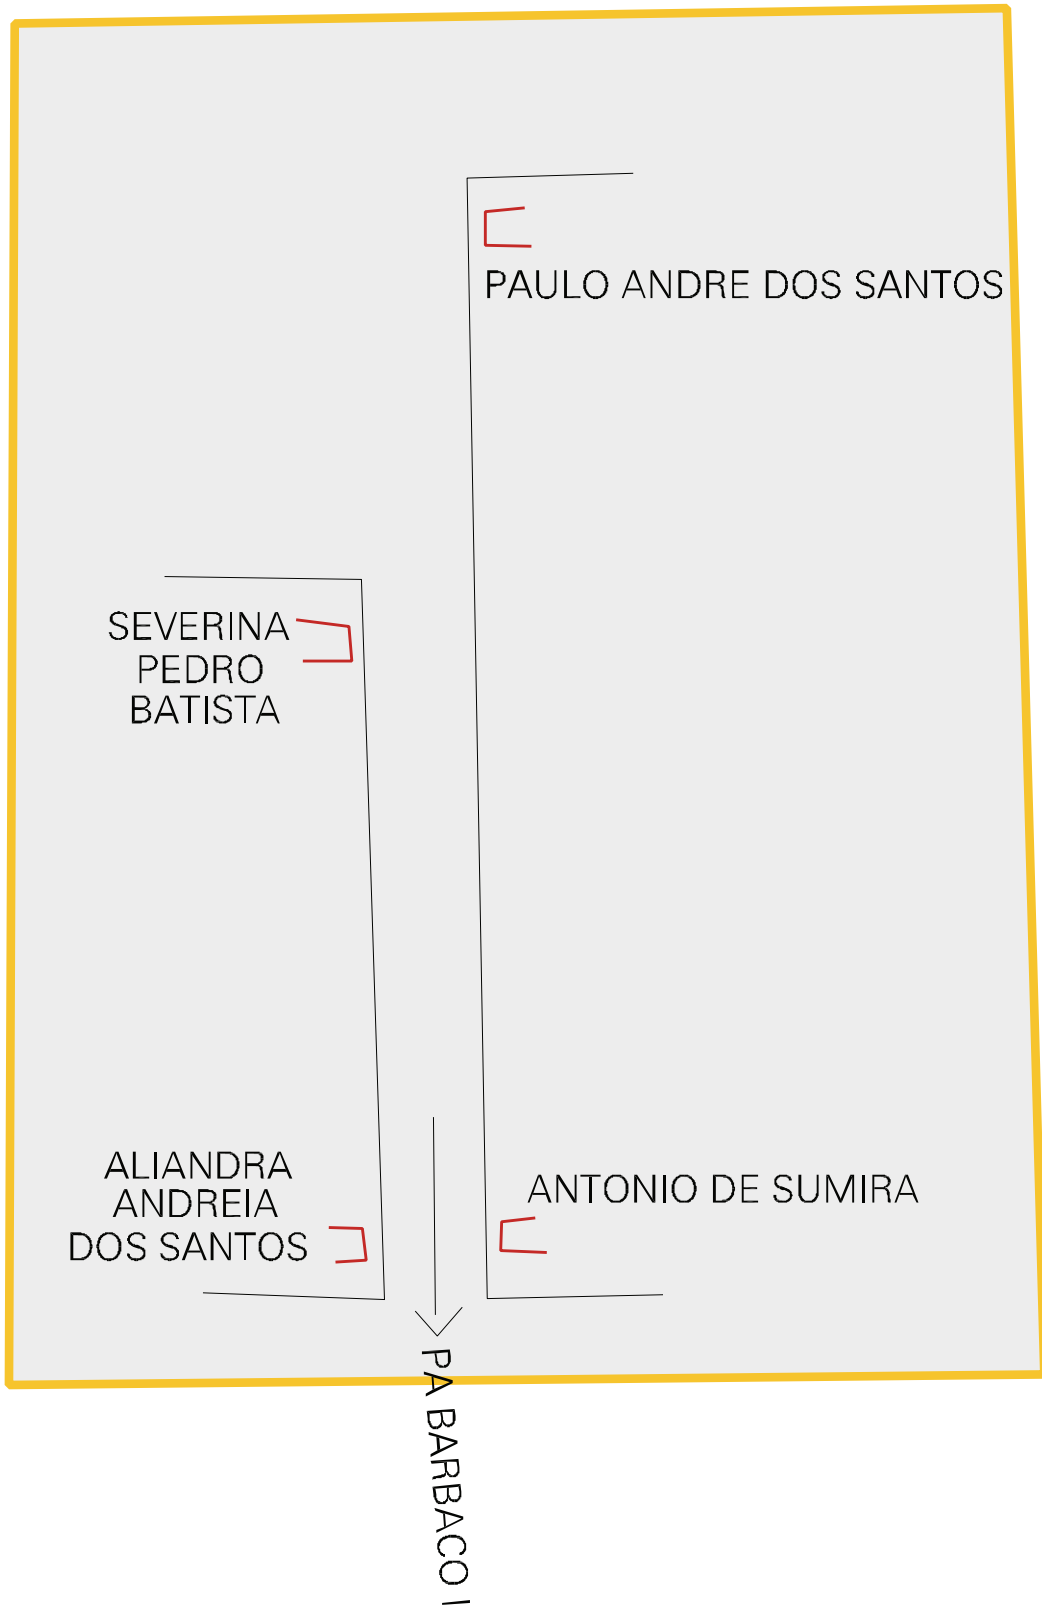 PAULO ANDRE DOS SANTOS
SEVERINA
PEDRO
BATISTA
ALIANDRA
ANDREIA
DOS SANTOS
ANTONIO DE SUMIRA
PA BARBACO I